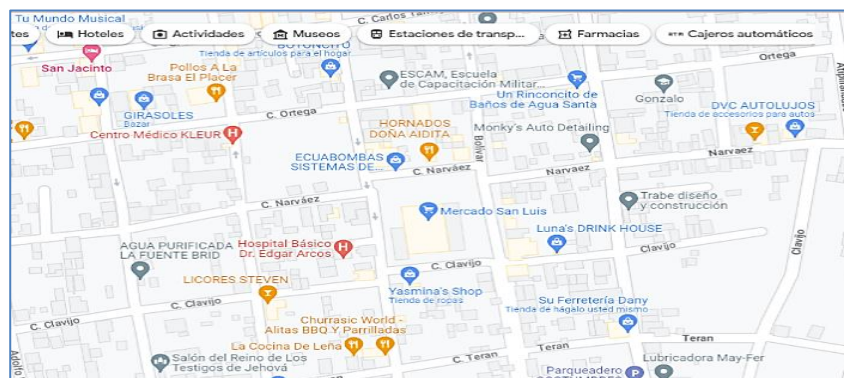 Tu Mundo Musical
C. Carlos
Bolívar
tes
Hoteles
Actividades
Museos
Estaciones de transp...
Farmacias
Cajeros automáticos
BOTONCITO
Tienda de artículos para el hogar
San Jacinto
Pollos A La
Brasa El Placer
ESCAM, Escuela
de Capacitación Militar...
Ortega
Un Rinconcito de
Baños de Agua Santa
Gonzalo
GIRASOLES
Bazar
C. Ortega
DVC AUTOLUJOS
Tienda de accesorios para autos
Centro Médico KLEUR
HORNADOS
DOÑA AIDITA
Monky's Auto Detailing
Bolívar
ECUABOMBAS
SISTEMAS DE...
C. Narváez
Narvaez
Narvaez
C. Narváez
Trabe diseño
y construcción
Mercado San Luis
AGUA PURIFICADA
LA FUENTE BRID
Hospital Básico
Dr. Edgar Arcos
Luna's DRINK HOUSE
Clavijo
Clavijo
C. Clavijo
LICORES STEVEN
C. Clavijo
Yasmina's Shop
Tienda de ropas
Su Ferretería Dany
Tienda de hágalo usted mismo
Churrasic World -
Alitas BBQ Y Parrilladas
La Cocina De Leña
C. Teran
Teran
Salón del Reino de Los
Testigos de Jehová
Parqueadero
Lubricadora May-Fer